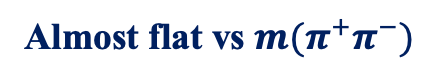 Almost flat vs m(π⁺π⁻)